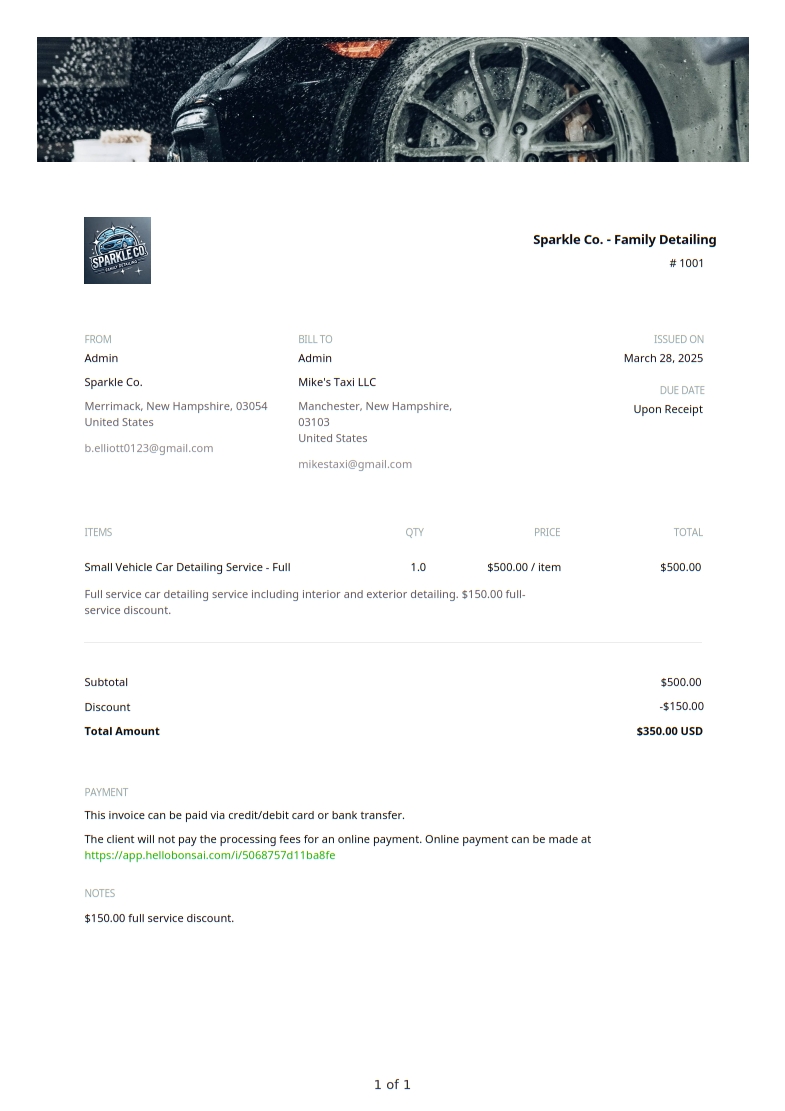 SPARKLE CO.
FAMILY DETAILING
Sparkle Co. - Family Detailing
# 1001
FROM
Admin
Sparkle Co.
Merrimack, New Hampshire, 03054
United States
b.elliott0123@gmail.com
BILL TO
Admin
Mike's Taxi LLC
Manchester, New Hampshire,
03103
United States
mikestaxi@gmail.com
ISSUED ON
March 28, 2025
DUE DATE
Upon Receipt
ITEMS QTY PRICE TOTAL
Small Vehicle Car Detailing Service - Full 1.0 $500.00 / item $500.00
Full service car detailing service including interior and exterior detailing. $150.00 full-
service discount.
Subtotal $500.00
Discount -$150.00
Total Amount $350.00 USD
PAYMENT
This invoice can be paid via credit/debit card or bank transfer.
The client will not pay the processing fees for an online payment. Online payment can be made at
https://app.hellobonsai.com/i/5068757d11ba8fe
NOTES
$150.00 full service discount.
1 of 1